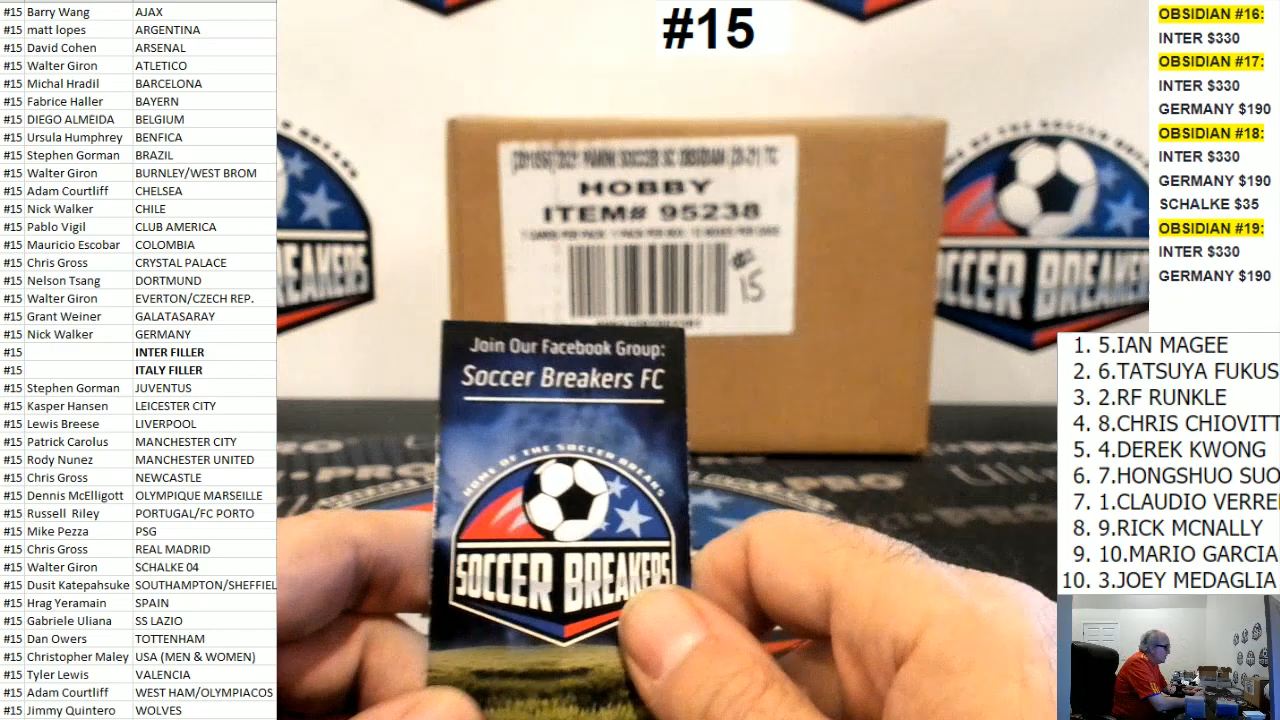 #15 Barry Wang AJAX
#15 matt lopes ARGENTINA
#15 David Cohen ARSENAL
#15 Walter Giron ATLETICO
#15 Michal Hradil BARCELONA
#15 Fabrice Haller BAYERN
#15 DIEGO ALMEIDA BELGIUM
#15 Ursula Humphrey BENFICA
#15 Stephen Gorman BRAZIL
#15 Walter Giron BURNLEY/WEST BROM
#15 Adam Courtliff CHELSEA
#15 Nick Walker CHILE
#15 Pablo Vigil CLUB AMERICA
#15 Mauricio Escobar COLOMBIA
#15 Chris Gross CRYSTAL PALACE
#15 Nelson Tsang DORTMUND
#15 Walter Giron EVERTON/CZECH REP.
#15 Grant Weiner GALATASARAY
#15 Nick Walker GERMANY
#15 INTER FILLER
#15 ITALY FILLER
#15 Stephen Gorman JUVENTUS
#15 Kasper Hansen LEICESTER CITY
#15 Lewis Breese LIVERPOOL
#15 Patrick Carolus MANCHESTER CITY
#15 Rody Nunez MANCHESTER UNITED
#15 Chris Gross NEWCASTLE
#15 Dennis McElligott OLYMPIQUE MARSEILLE
#15 Russell Riley PORTUGAL/FC PORTO
#15 Mike Pezza PSG
#15 Chris Gross REAL MADRID
#15 Walter Giron SCHALKE 04
#15 Dusit Katepahsuke SOUTHAMPTON/SHEFFIEL
#15 Hrag Yeramain SPAIN
#15 Gabriele Uliana SS LAZIO
#15 Dan Owers TOTTENHAM
#15 Christopher Maley USA (MEN & WOMEN)
#15 Tyler Lewis VALENCIA
#15 Adam Courtliff WEST HAM/OLYMPIACOS
#15 Jimmy Quintero WOLVES
#15
HOBBY
ITEM# 95238
#15
EAKERS
SOCCER BREAKE
Join Our Facebook Group:
Soccer Breakers FC
HOME OF THE SOCCER BREAKS
SOCCER BREAKERS
OBSIDIAN #16:
INTER $330
OBSIDIAN #17:
INTER $330
GERMANY $190
OBSIDIAN #18:
INTER $330
GERMANY $190
SCHALKE $35
OBSIDIAN #19:
INTER $330
GERMANY $190
1. 5.IAN MAGEE
2. 6.TATSUYA FUKUS
3. 2.RF RUNKLE
4. 8.CHRIS CHIOVITT
5. 4.DEREK KWONG
6. 7.HONGSHUO SUO
7. 1.CLAUDIO VERRE
8. 9.RICK MCNALLY
9. 10.MARIO GARCIA
10. 3.JOEY MEDAGLIA